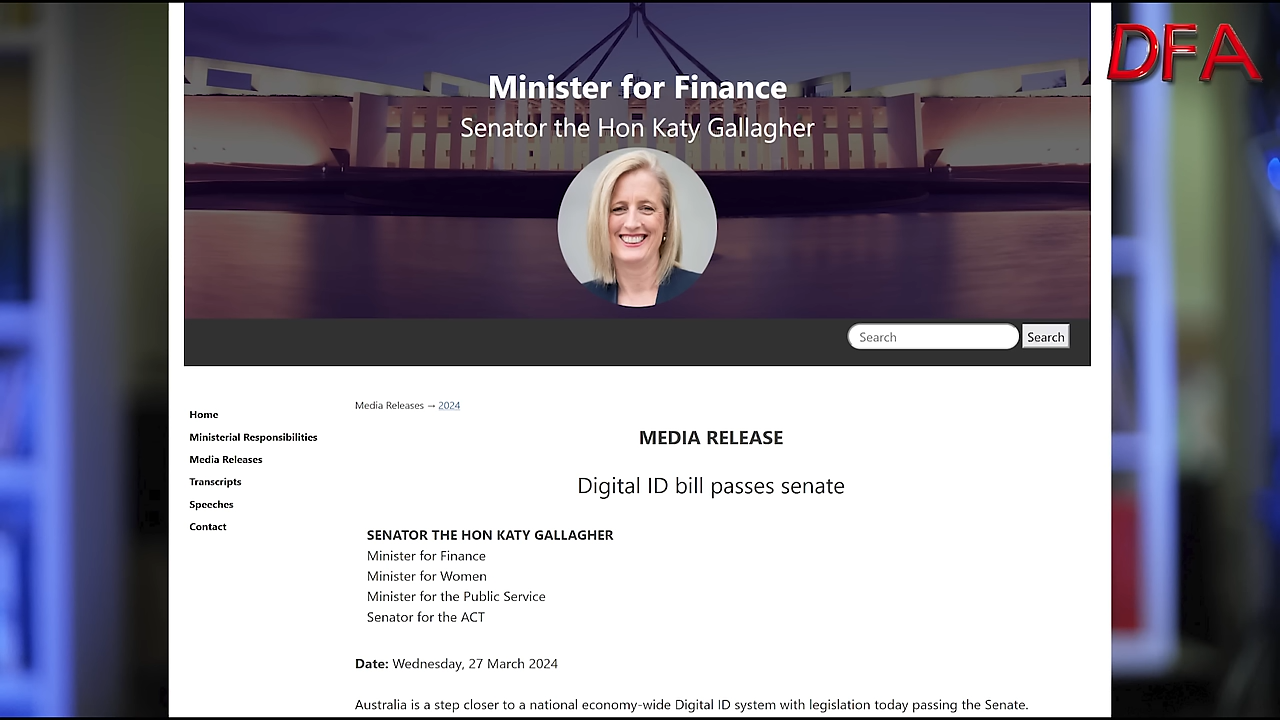 DFA
Minister for Finance
Senator the Hon Katy Gallagher
Search
Search
Home
Ministerial Responsibilities
Media Releases
Transcripts
Speeches
Contact
Media Releases → 2024
MEDIA RELEASE
Digital ID bill passes senate
SENATOR THE HON KATY GALLAGHER
Minister for Finance
Minister for Women
Minister for the Public Service
Senator for the ACT
Date: Wednesday, 27 March 2024
Australia is a step closer to a national economy-wide Digital ID system with legislation today passing the Senate.